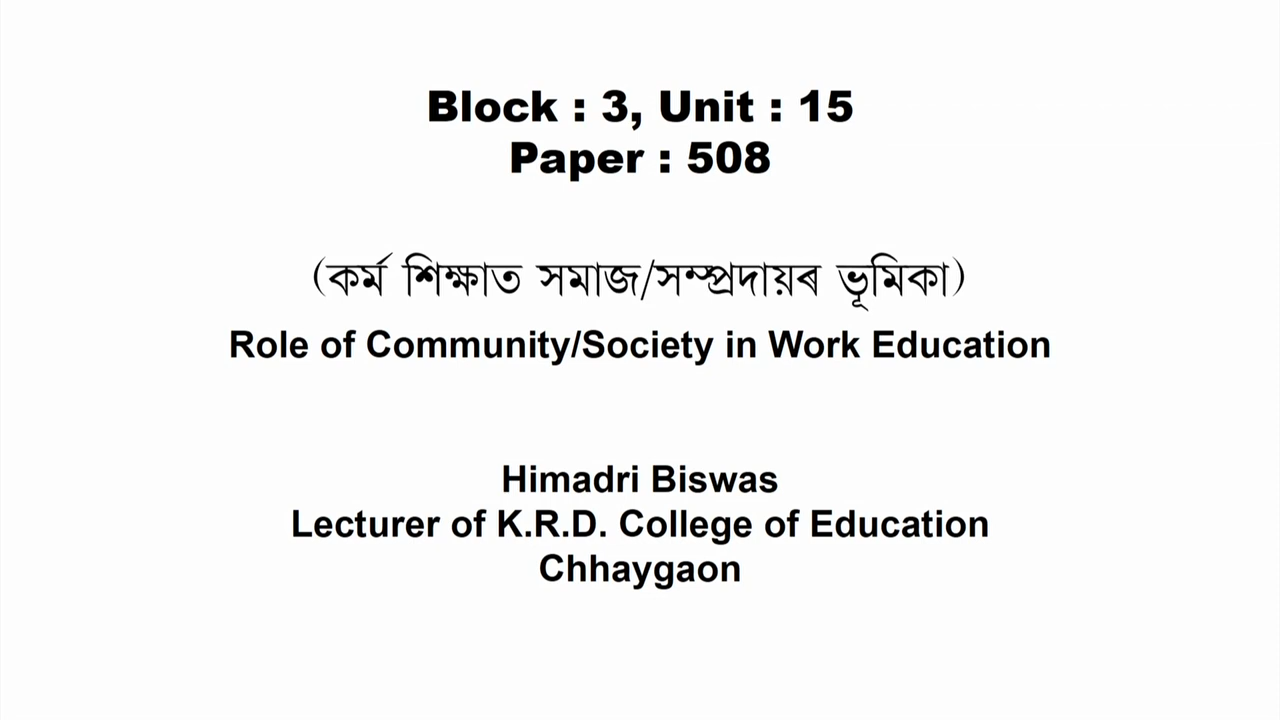 Block : 3, Unit : 15
Paper : 508
(কৰ্ম শিক্ষাত সমাজ/সম্প্ৰদায়ৰ ভূমিকা)
Role of Community/Society in Work Education
Himadri Biswas
Lecturer of K.R.D. College of Education
Chhaygaon